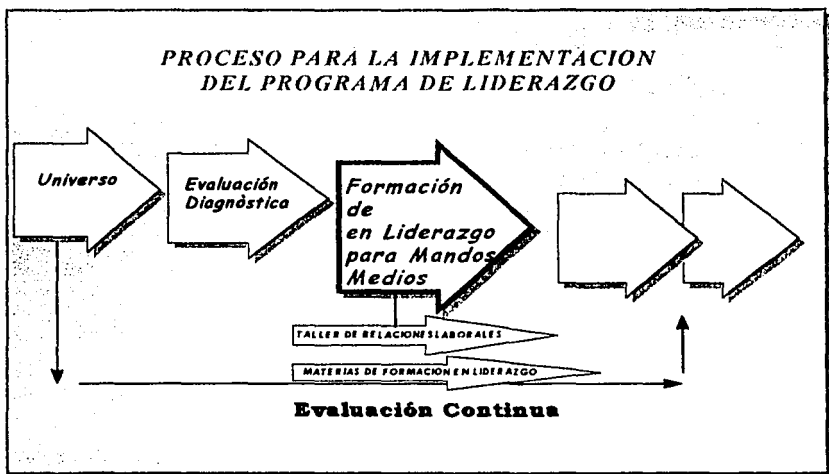 PROCESO PARA LA IMPLEMENTACION
DEL PROGRAMA DE LIDERAZGO
Universo
Evaluación
Diagnòstica
Formación
de
en Liderazgo
para Mandos
Medios
TALLER DE RELACIONES LABORALES
MATERIAS DE FORMACION EN LIDERAZGO
Evaluación Continua